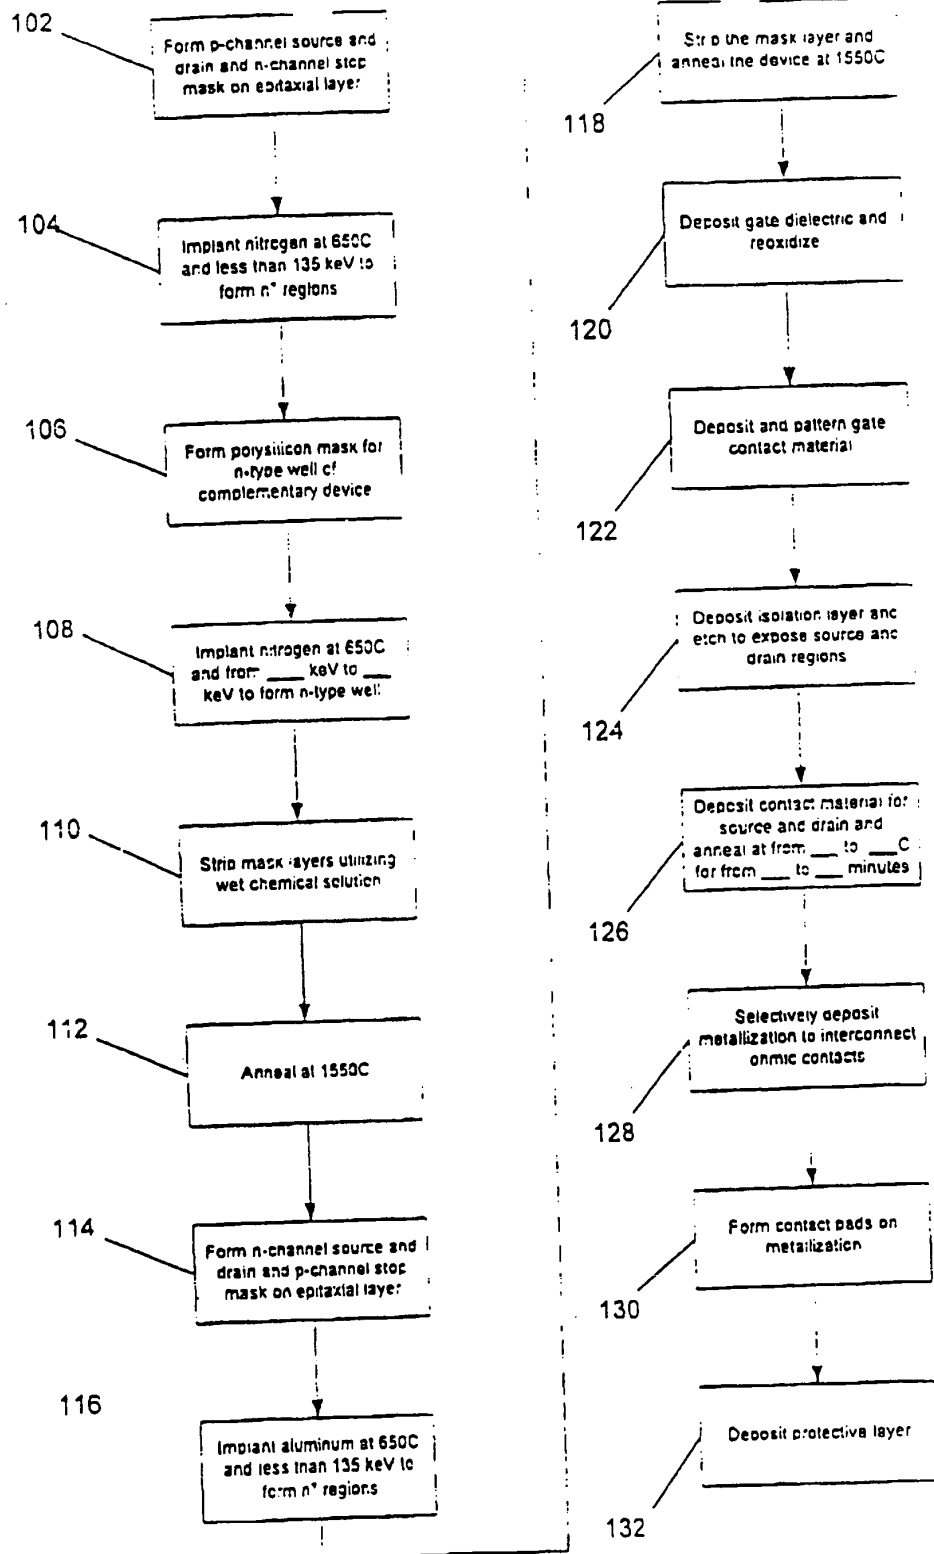 102
Form p-channel source and
drain and n-channel stop
mask on epitaxial layer
104
Implant nitrogen at 650C
and less than 135 keV to
form n⁺ regions
106
Form polysilicon mask for
n-type well of
complementary device
108
Implant nitrogen at 650C
and from ___ keV to ___
keV to form n-type well
110
Strip mask layers utilizing
wet chemical solution
112
Anneal at 1550C
114
Form n-channel source and
drain and p-channel stop
mask on epitaxial layer
116
Implant aluminum at 650C
and less than 135 keV to
form n⁺ regions
Strip the mask layer and
anneal the device at 1550C
118
Deposit gate dielectric and
reoxidize
120
Deposit and pattern gate
contact material
122
Deposit isolation layer and
etch to expose source and
drain regions
124
Deposit contact material for
source and drain and
anneal at from ___ to ___C
for from ___ to ___ minutes
126
Selectively deposit
metallization to interconnect
ohmic contacts
128
Form contact pads on
metallization
130
Deposit protective layer
132